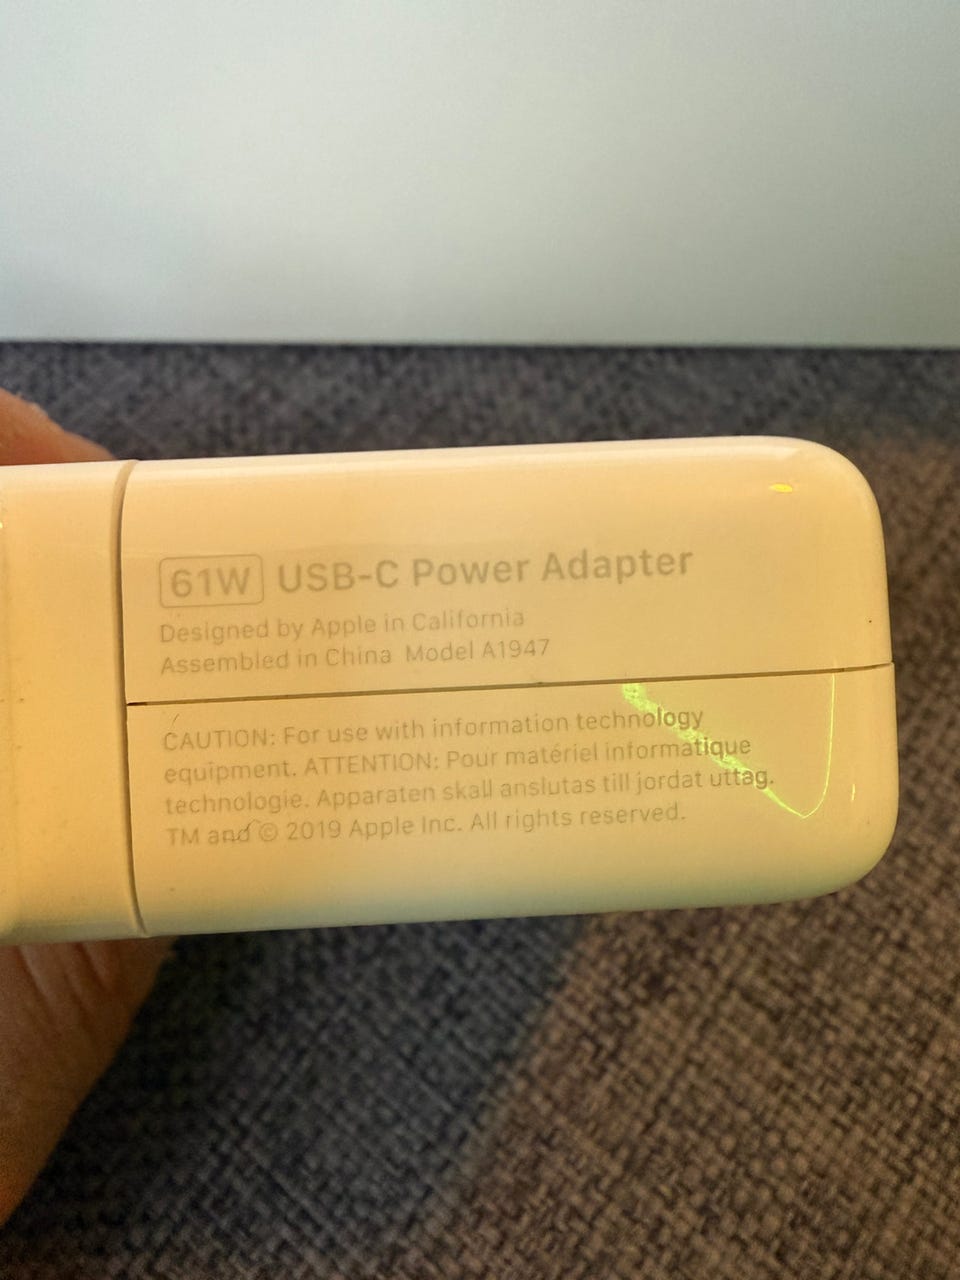 61W USB-C Power Adapter
Designed by Apple in California
Assembled in China Model A1947
CAUTION: For use with information technology
equipment. ATTENTION: Pour matériel informatique
technologie. Apparaten skall anslutas till jordat uttag.
TM and © 2019 Apple Inc. All rights reserved.